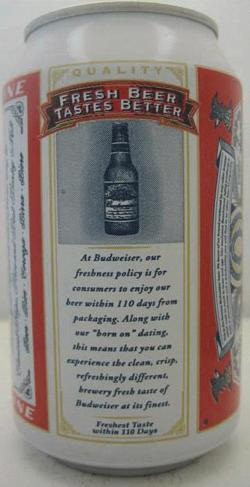 QUALITY
FRESH BEER
TASTES BETTER
At Budweiser, our
freshness policy is for
consumers to enjoy our
beer within 110 days from
packaging. Along with
our "born on" dating,
this means that you can
experience the clean, crisp,
refreshingly different,
brewery fresh taste of
Budweiser at its finest.
Freshest Taste
within 110 Days